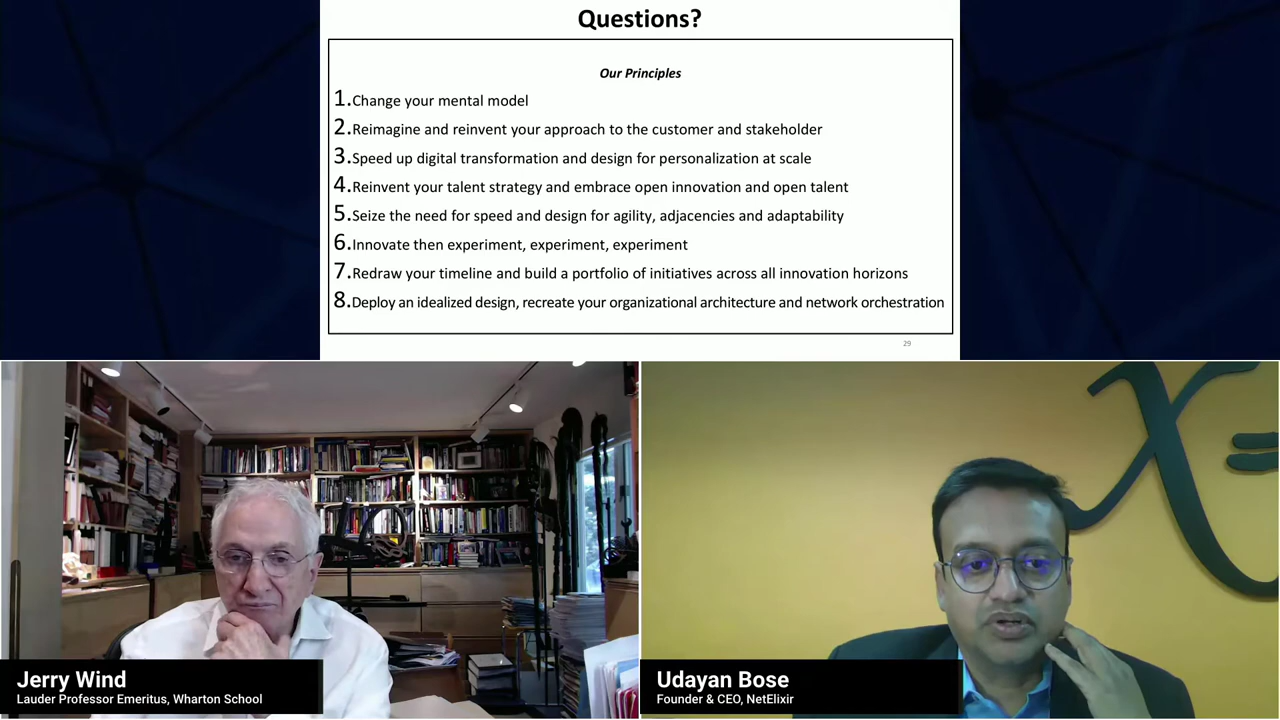 Questions?
Our Principles
1.Change your mental model
2.Reimagine and reinvent your approach to the customer and stakeholder
3.Speed up digital transformation and design for personalization at scale
4.Reinvent your talent strategy and embrace open innovation and open talent
5.Seize the need for speed and design for agility, adjacencies and adaptability
6.Innovate then experiment, experiment, experiment
7.Redraw your timeline and build a portfolio of initiatives across all innovation horizons
8.Deploy an idealized design, recreate your organizational architecture and network orchestration
29
Jerry Wind
Lauder Professor Emeritus, Wharton School
Udayan Bose
Founder & CEO, NetElixir